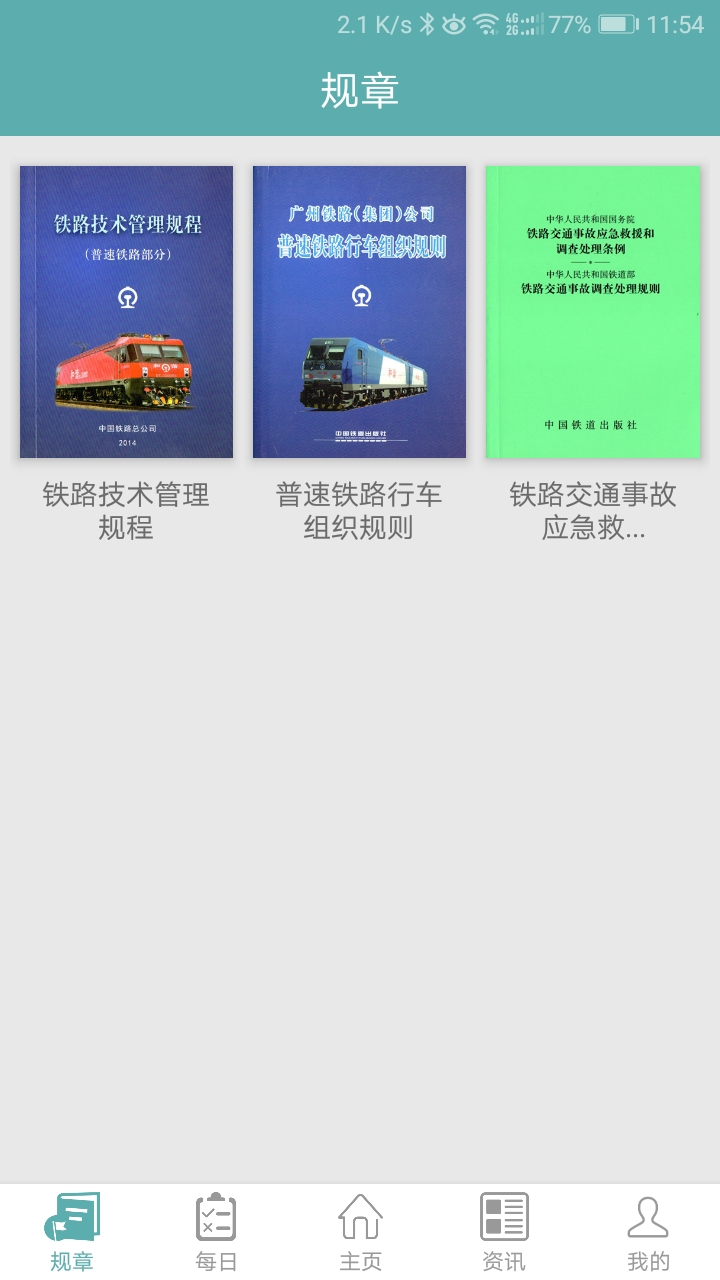 2.1 K/s 4G 2G 77% 11:54
规章
铁路技术管理规程
（普速铁路部分）
中国铁路总公司
2014
广州铁路（集团）公司
普速铁路行车组织规则
中国铁道出版社
中华人民共和国国务院
铁路交通事故应急救援和
调查处理条例
中华人民共和国铁道部
铁路交通事故调查处理规则
中国铁道出版社
铁路技术管理
规程
普速铁路行车
组织规则
铁路交通事故
应急救...
规章
每日
主页
资讯
我的